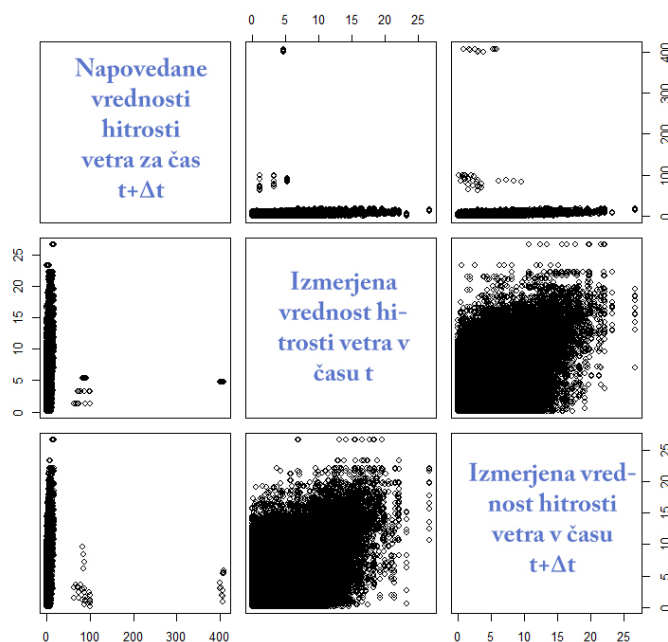 0 5 10 15 20 25
Napovedane
vrednosti
hitrosti
vetra za čas
t+Δt
0 100 200 300 400
0 5 10 15 20 25
Izmerjena
vrednost hi-
trosti vetra v
času t
Izmerjena vred-
nost hitrosti
vetra v času
t+Δt
0 5 10 15 20 25
0 100 200 300 400
0 5 10 15 20 25